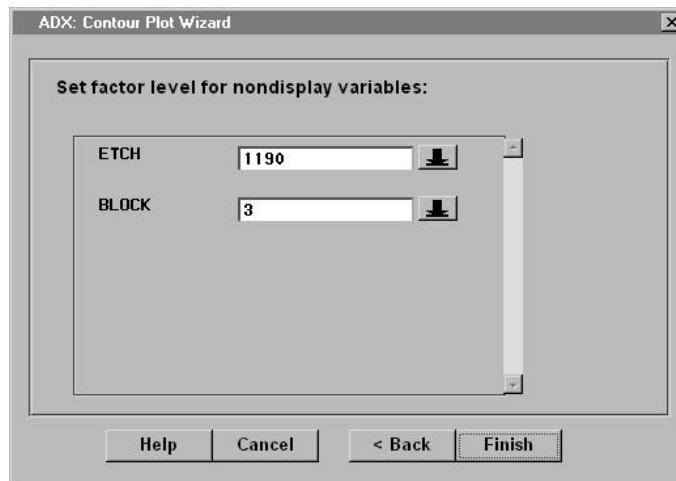 ADX: Contour Plot Wizard
Set factor level for nondisplay variables:
ETCH 1190
BLOCK 3
Help Cancel < Back Finish